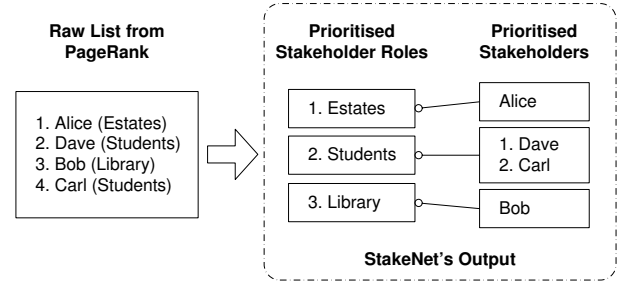 Raw List from
PageRank
1. Alice (Estates)
2. Dave (Students)
3. Bob (Library)
4. Carl (Students)
Prioritised
Stakeholder Roles
1. Estates
2. Students
3. Library
Prioritised
Stakeholders
Alice
1. Dave
2. Carl
Bob
StakeNet's Output